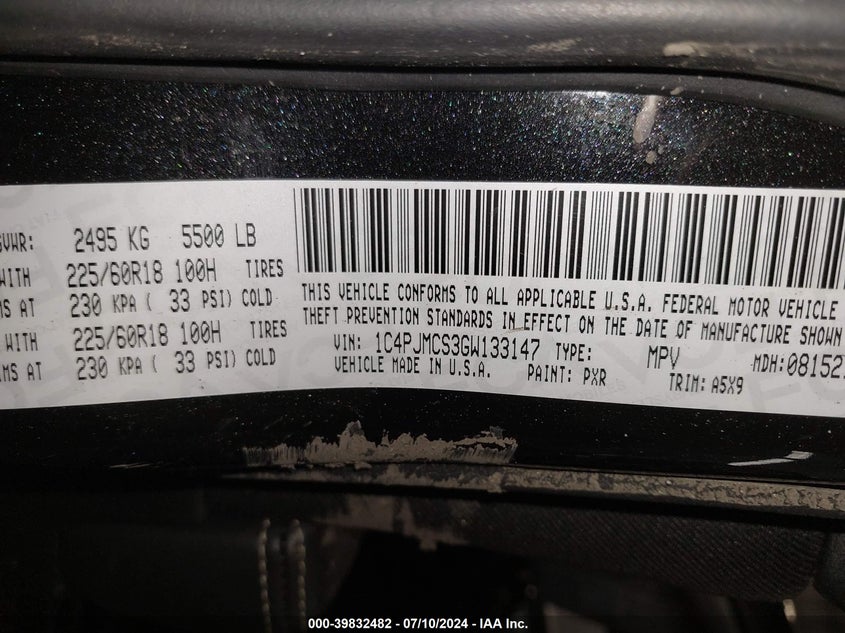 GVWR: 2495 KG 5500 LB
WITH 225/60R18 100H TIRES
MS AT 230 KPA ( 33 PSI) COLD
WITH 225/60R18 100H TIRES
MS AT 230 KPA ( 33 PSI) COLD
THIS VEHICLE CONFORMS TO ALL APPLICABLE U.S.A. FEDERAL MOTOR VEHICLE
THEFT PREVENTION STANDARDS IN EFFECT ON THE DATE OF MANUFACTURE SHOWN
VIN: 1C4PJMCS3GW133147 TYPE: MPV MDH:08152
VEHICLE MADE IN U.S.A. PAINT: PXR TRIM: A5X9
000-39832482 - 07/10/2024 - IAA Inc.